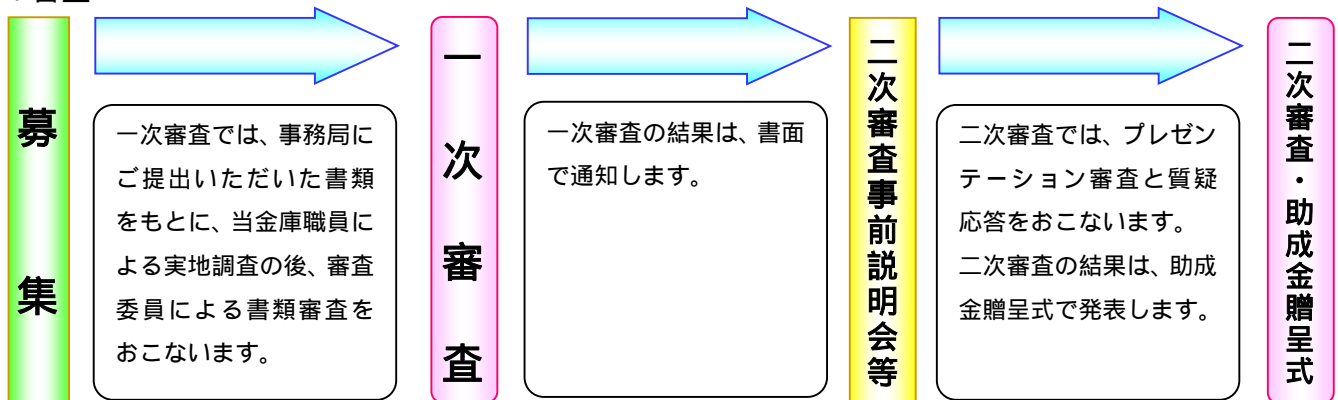 募集
一次審査では、事務局に
ご提出いただいた書類
をもとに、当金庫職員に
よる実地調査の後、審査
委員による書類審査を
おこないます。
一次審査
一次審査の結果は、書面
で通知します。
二次審査事前説明会等
二次審査では、プレゼン
テーション審査と質疑
応答をおこないます。
二次審査の結果は、助成
金贈呈式で発表します。
二次審査・助成金贈呈式